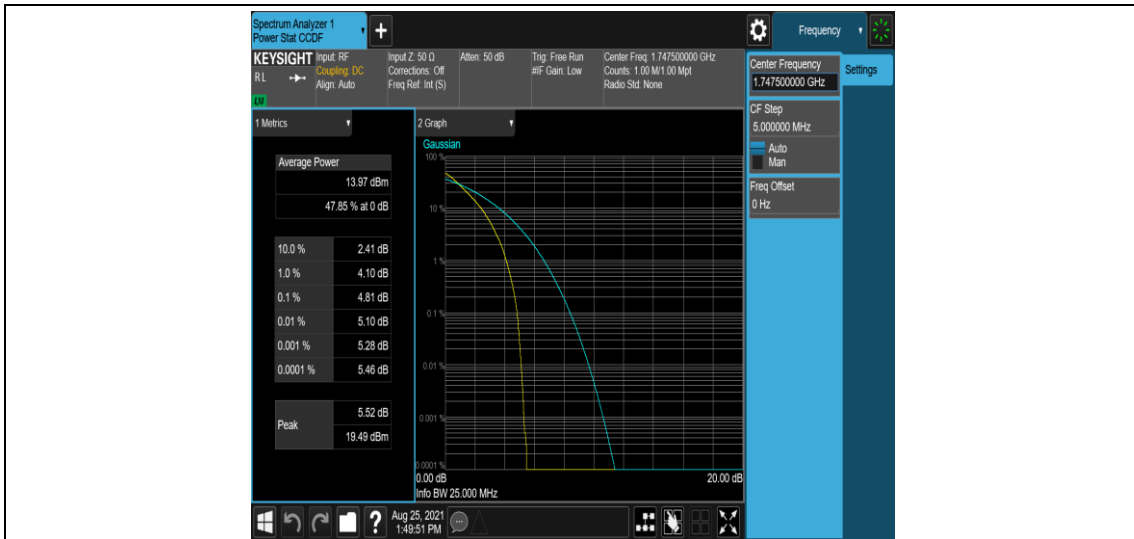 Spectrum Analyzer 1
Power Stat CCDF
Frequency
KEYSIGHT
RL
Input: RF
Coupling: DC
Align: Auto
Input Z: 50 Ω
Corrections: Off
Freq Ref: Int (S)
Atten: 50 dB
Trig: Free Run
#IF Gain: Low
Center Freq: 1.747500000 GHz
Counts: 1.00 M/1.00 Mpt
Radio Std: None
Center Frequency
1.747500000 GHz
Settings
CF Step
5.000000 MHz
Auto
Man
Freq Offset
0 Hz
1 Metrics
Average Power
13.97 dBm
47.85 % at 0 dB
10.0 % 2.41 dB
1.0 % 4.10 dB
0.1 % 4.81 dB
0.01 % 5.10 dB
0.001 % 5.28 dB
0.0001 % 5.46 dB
Peak
5.52 dB
19.49 dBm
2 Graph
Gaussian
100 %
10 %
1 %
0.1 %
0.01 %
0.001 %
0.0001 %
0.00 dB 20.00 dB
Info BW 25.000 MHz
?
Aug 25, 2021
1:49:51 PM